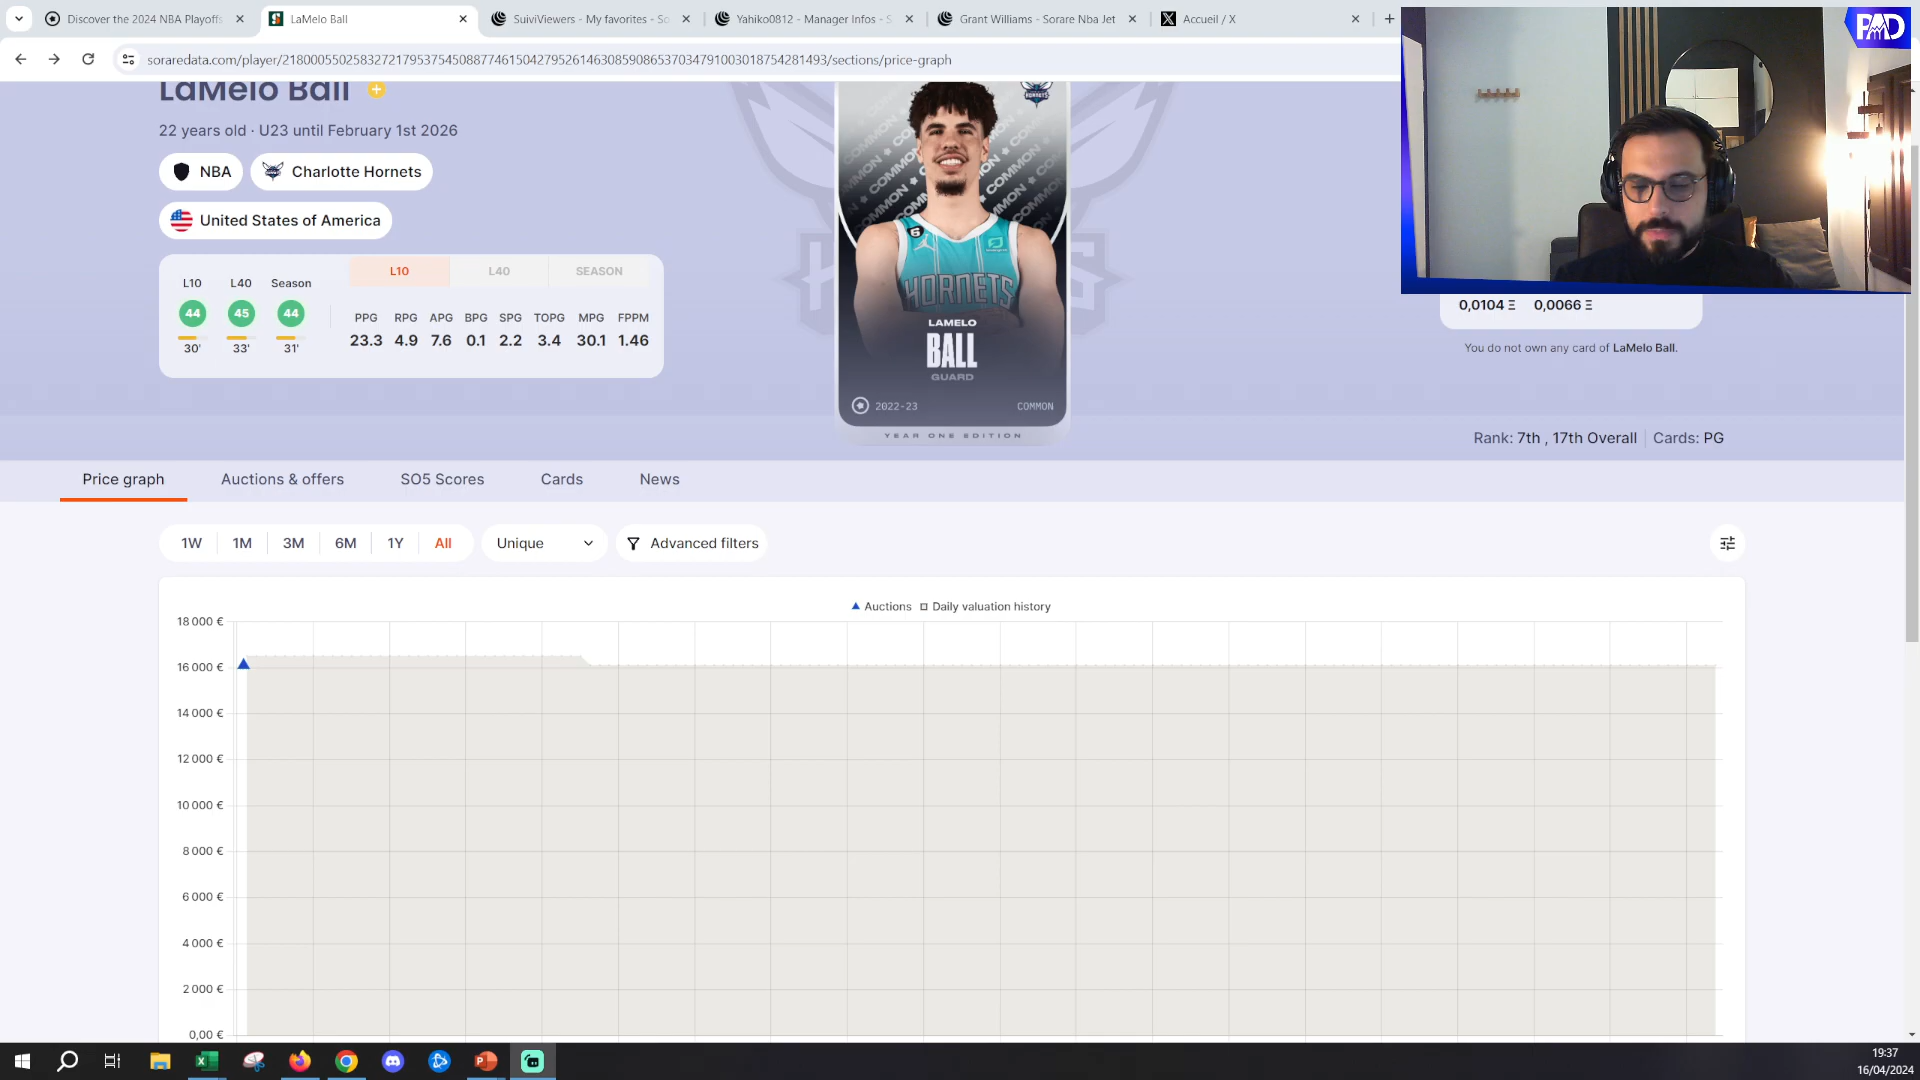 Discover the 2024 NBA Playoffs
LaMelo Ball
SuiviViewers - My favorites - So
Yahiko0812 - Manager Infos - S
Grant Williams - Sorare Nba Jet
Accueil / X
soraredata.com/player/21800055025832721795375450887746150427952614630859086537034791003018754281493/sections/price-graph
PAD
LaMelo Ball
22 years old · U23 until February 1st 2026
NBA
Charlotte Hornets
United States of America
L10 L40 Season
44 45 44
30' 33' 31'
L10 L40 SEASON
PPG RPG APG BPG SPG TOPG MPG FPPM
23.3 4.9 7.6 0.1 2.2 3.4 30.1 1.46
COMMON
6
HORNETS
LAMELO
BALL
GUARD
2022-23 COMMON
YEAR ONE EDITION
0,0104 Ξ 0,0066 Ξ
You do not own any card of LaMelo Ball.
Rank: 7th , 17th Overall Cards: PG
Price graph Auctions & offers SO5 Scores Cards News
1W 1M 3M 6M 1Y All Unique Advanced filters
Auctions Daily valuation history
18 000 €
16 000 €
14 000 €
12 000 €
10 000 €
8 000 €
6 000 €
4 000 €
2 000 €
0,00 €
19:37
16/04/2024